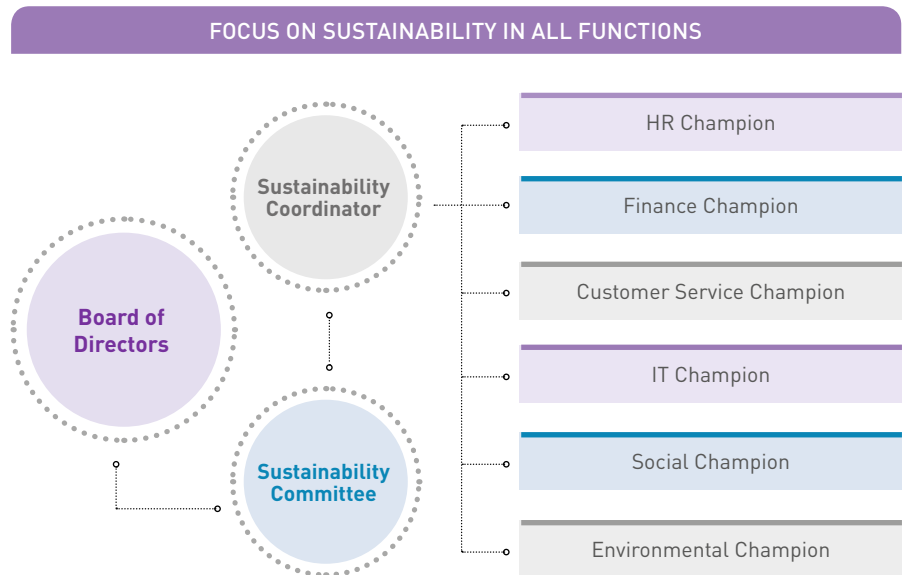 FOCUS ON SUSTAINABILITY IN ALL FUNCTIONS
Board of
Directors
Sustainability
Coordinator
Sustainability
Committee
HR Champion
Finance Champion
Customer Service Champion
IT Champion
Social Champion
Environmental Champion